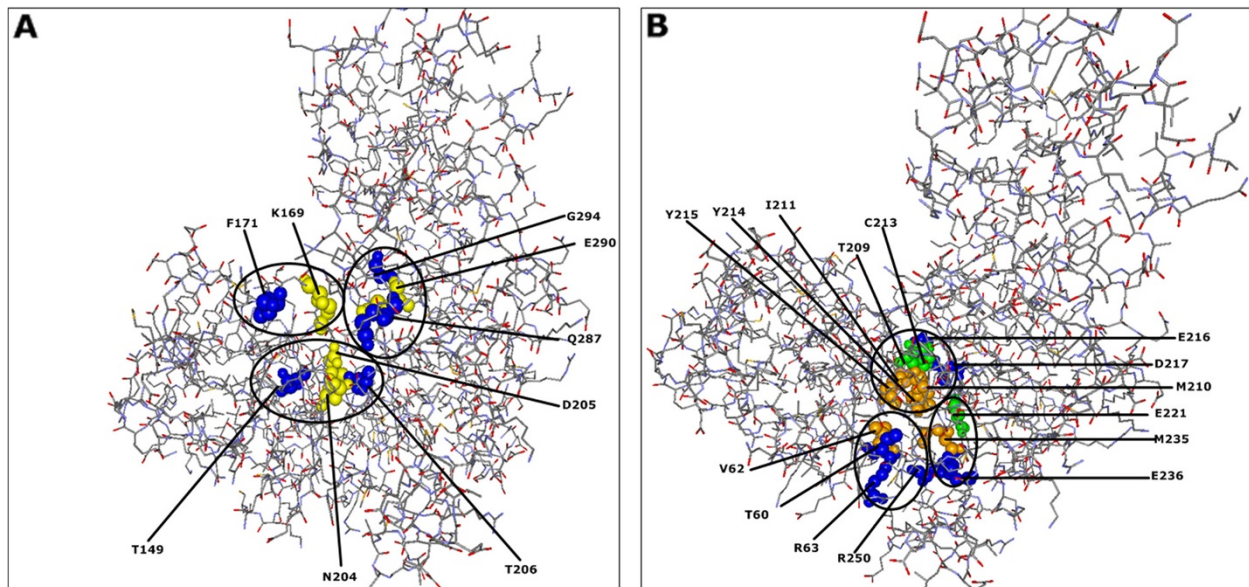 A
F171
K169
G294
E290
Q287
D205
T149
N204
T206
B
Y215
Y214
I211
T209
C213
E216
D217
M210
E221
M235
E236
V62
T60
R63
R250